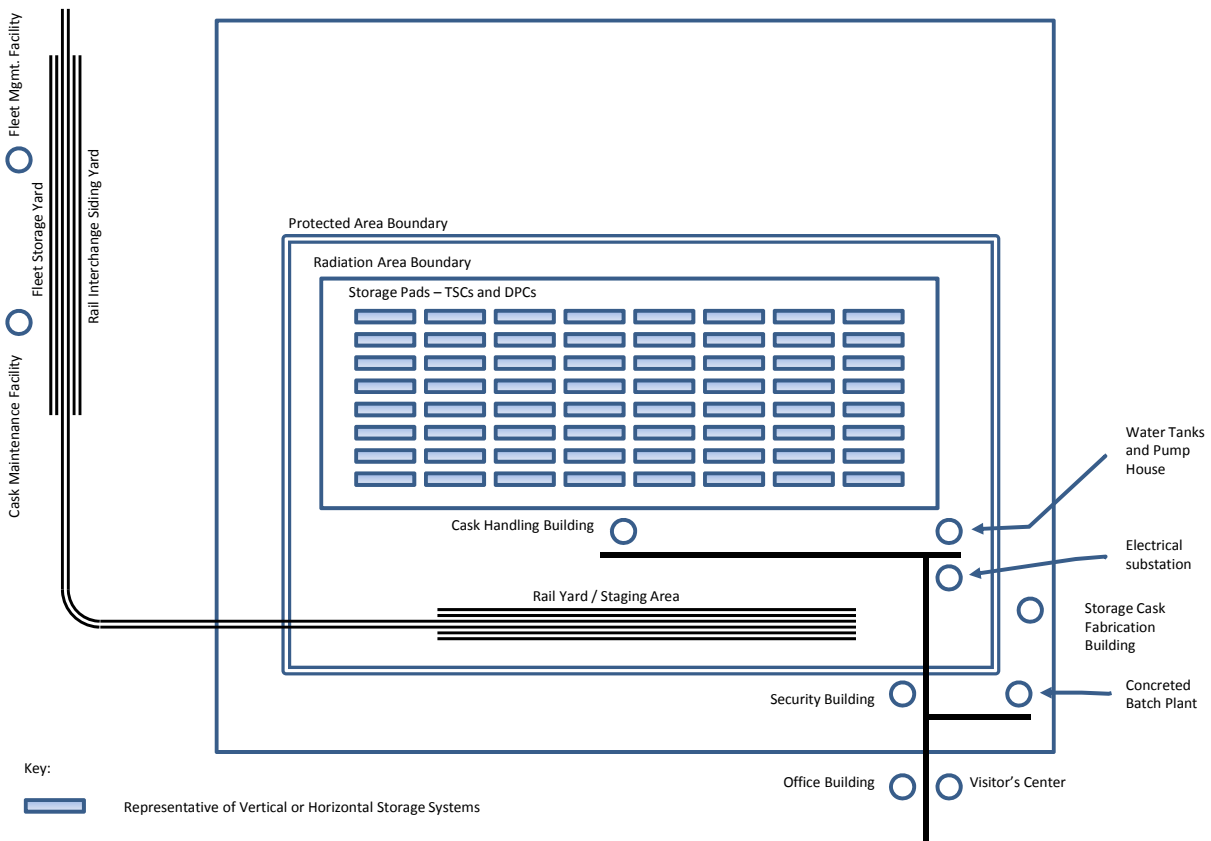 Fleet Mgmt. Facility
Fleet Storage Yard
Rail Interchange Siding Yard
Cask Maintenance Facility
Protected Area Boundary
Radiation Area Boundary
Storage Pads – TSCs and DPCs
Cask Handling Building
Water Tanks
and Pump
House
Electrical
substation
Rail Yard / Staging Area
Storage Cask
Fabrication
Building
Security Building
Concreted
Batch Plant
Office Building
Visitor’s Center
Key:
Representative of Vertical or Horizontal Storage Systems